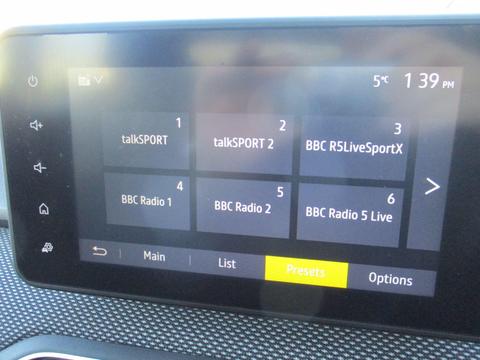 5°C 1 39 PM
1 2 3
talkSPORT talkSPORT 2 BBC R5LiveSportX
4 5 6
BBC Radio 1 BBC Radio 2 BBC Radio 5 Live
Main List Presets Options